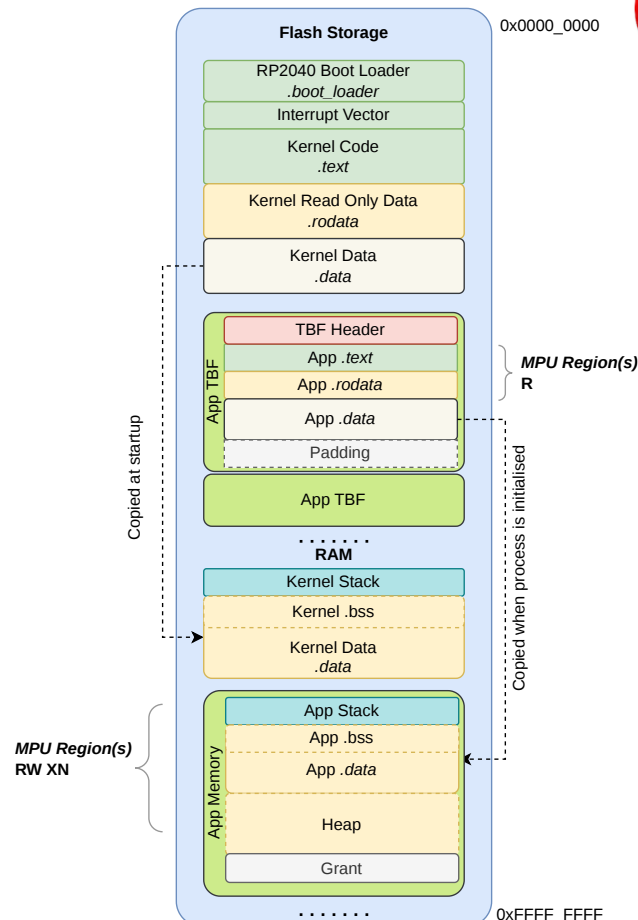 Flash Storage
0x0000_0000
RP2040 Boot Loader
.boot_loader
Interrupt Vector
Kernel Code
.text
Kernel Read Only Data
.rodata
Kernel Data
.data
TBF Header
App .text
App .rodata
App .data
Padding
App TBF
MPU Region(s)
R
App TBF
Copied at startup
Copied when process is initialised
. . . . . . .
RAM
Kernel Stack
Kernel .bss
Kernel Data
.data
App Stack
App .bss
App .data
Heap
Grant
App Memory
MPU Region(s)
RW XN
. . . . . . .
0xFFFF_FFFF